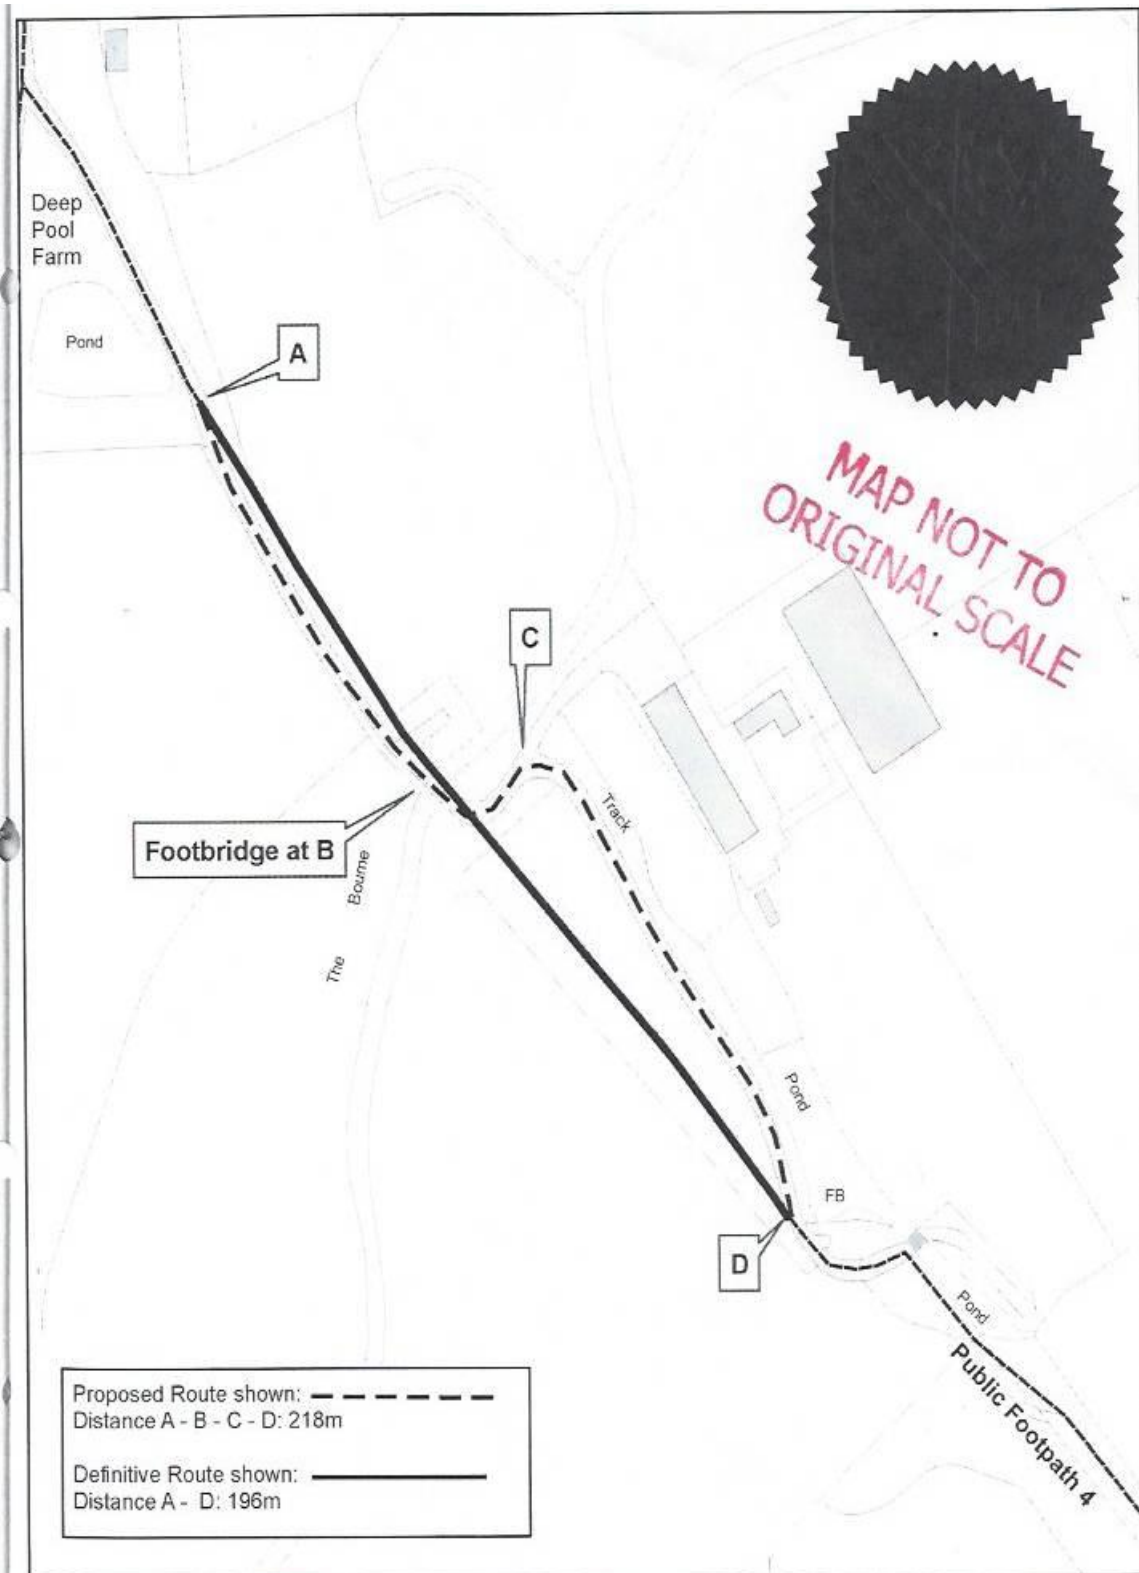 Deep
Pool
Farm
Pond
A
MAP NOT TO
ORIGINAL SCALE
C
Track
Footbridge at B
The Bourne
Pond
FB
D
Pond
Public Footpath 4
Proposed Route shown:
Distance A - B - C - D: 218m
Definitive Route shown:
Distance A - D: 196m